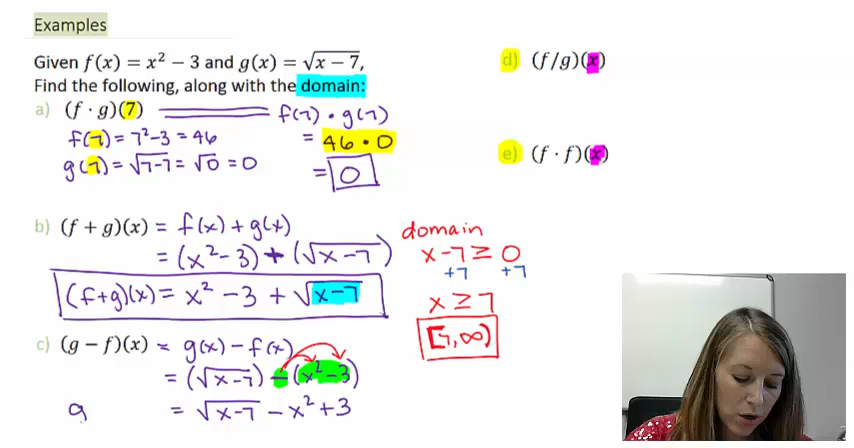 Examples
Given f(x) = x² − 3 and g(x) = √(x − 7),
Find the following, along with the domain:
a) (f · g)(7) f(7) · g(7)
f(7) = 7² − 3 = 46 = 46 · 0
g(7) = √(7−7) = √0 = 0 = 0
b) (f + g)(x) = f(x) + g(x)
= (x² − 3) + (√(x − 7))
(f+g)(x) = x² − 3 + √(x−7)
domain
x − 7 ≥ 0
+7 +7
x ≥ 7
[7, ∞)
c) (g − f)(x) = g(x) − f(x)
= (√(x−7)) − (x² − 3)
g = √(x−7) − x² + 3
d) (f/g)(x)
e) (f · f)(x)